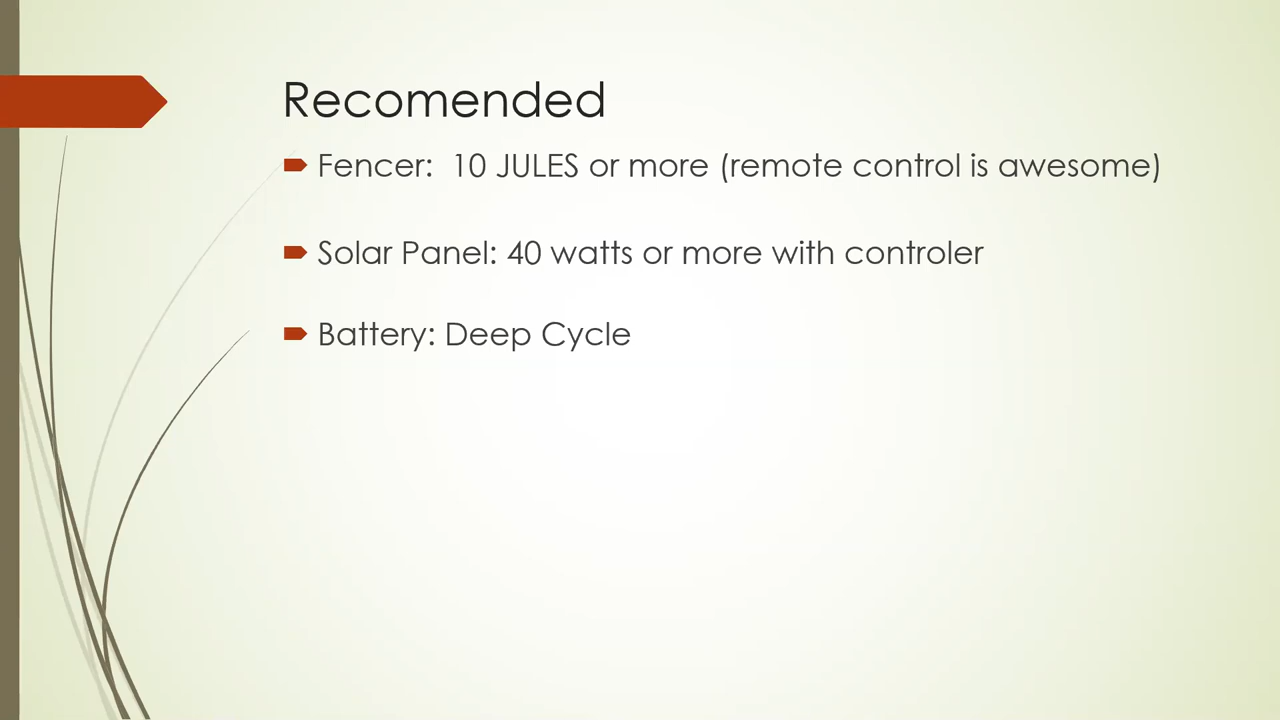 Recomended
Fencer:  10 JULES or more (remote control is awesome)
Solar Panel: 40 watts or more with controler
Battery: Deep Cycle